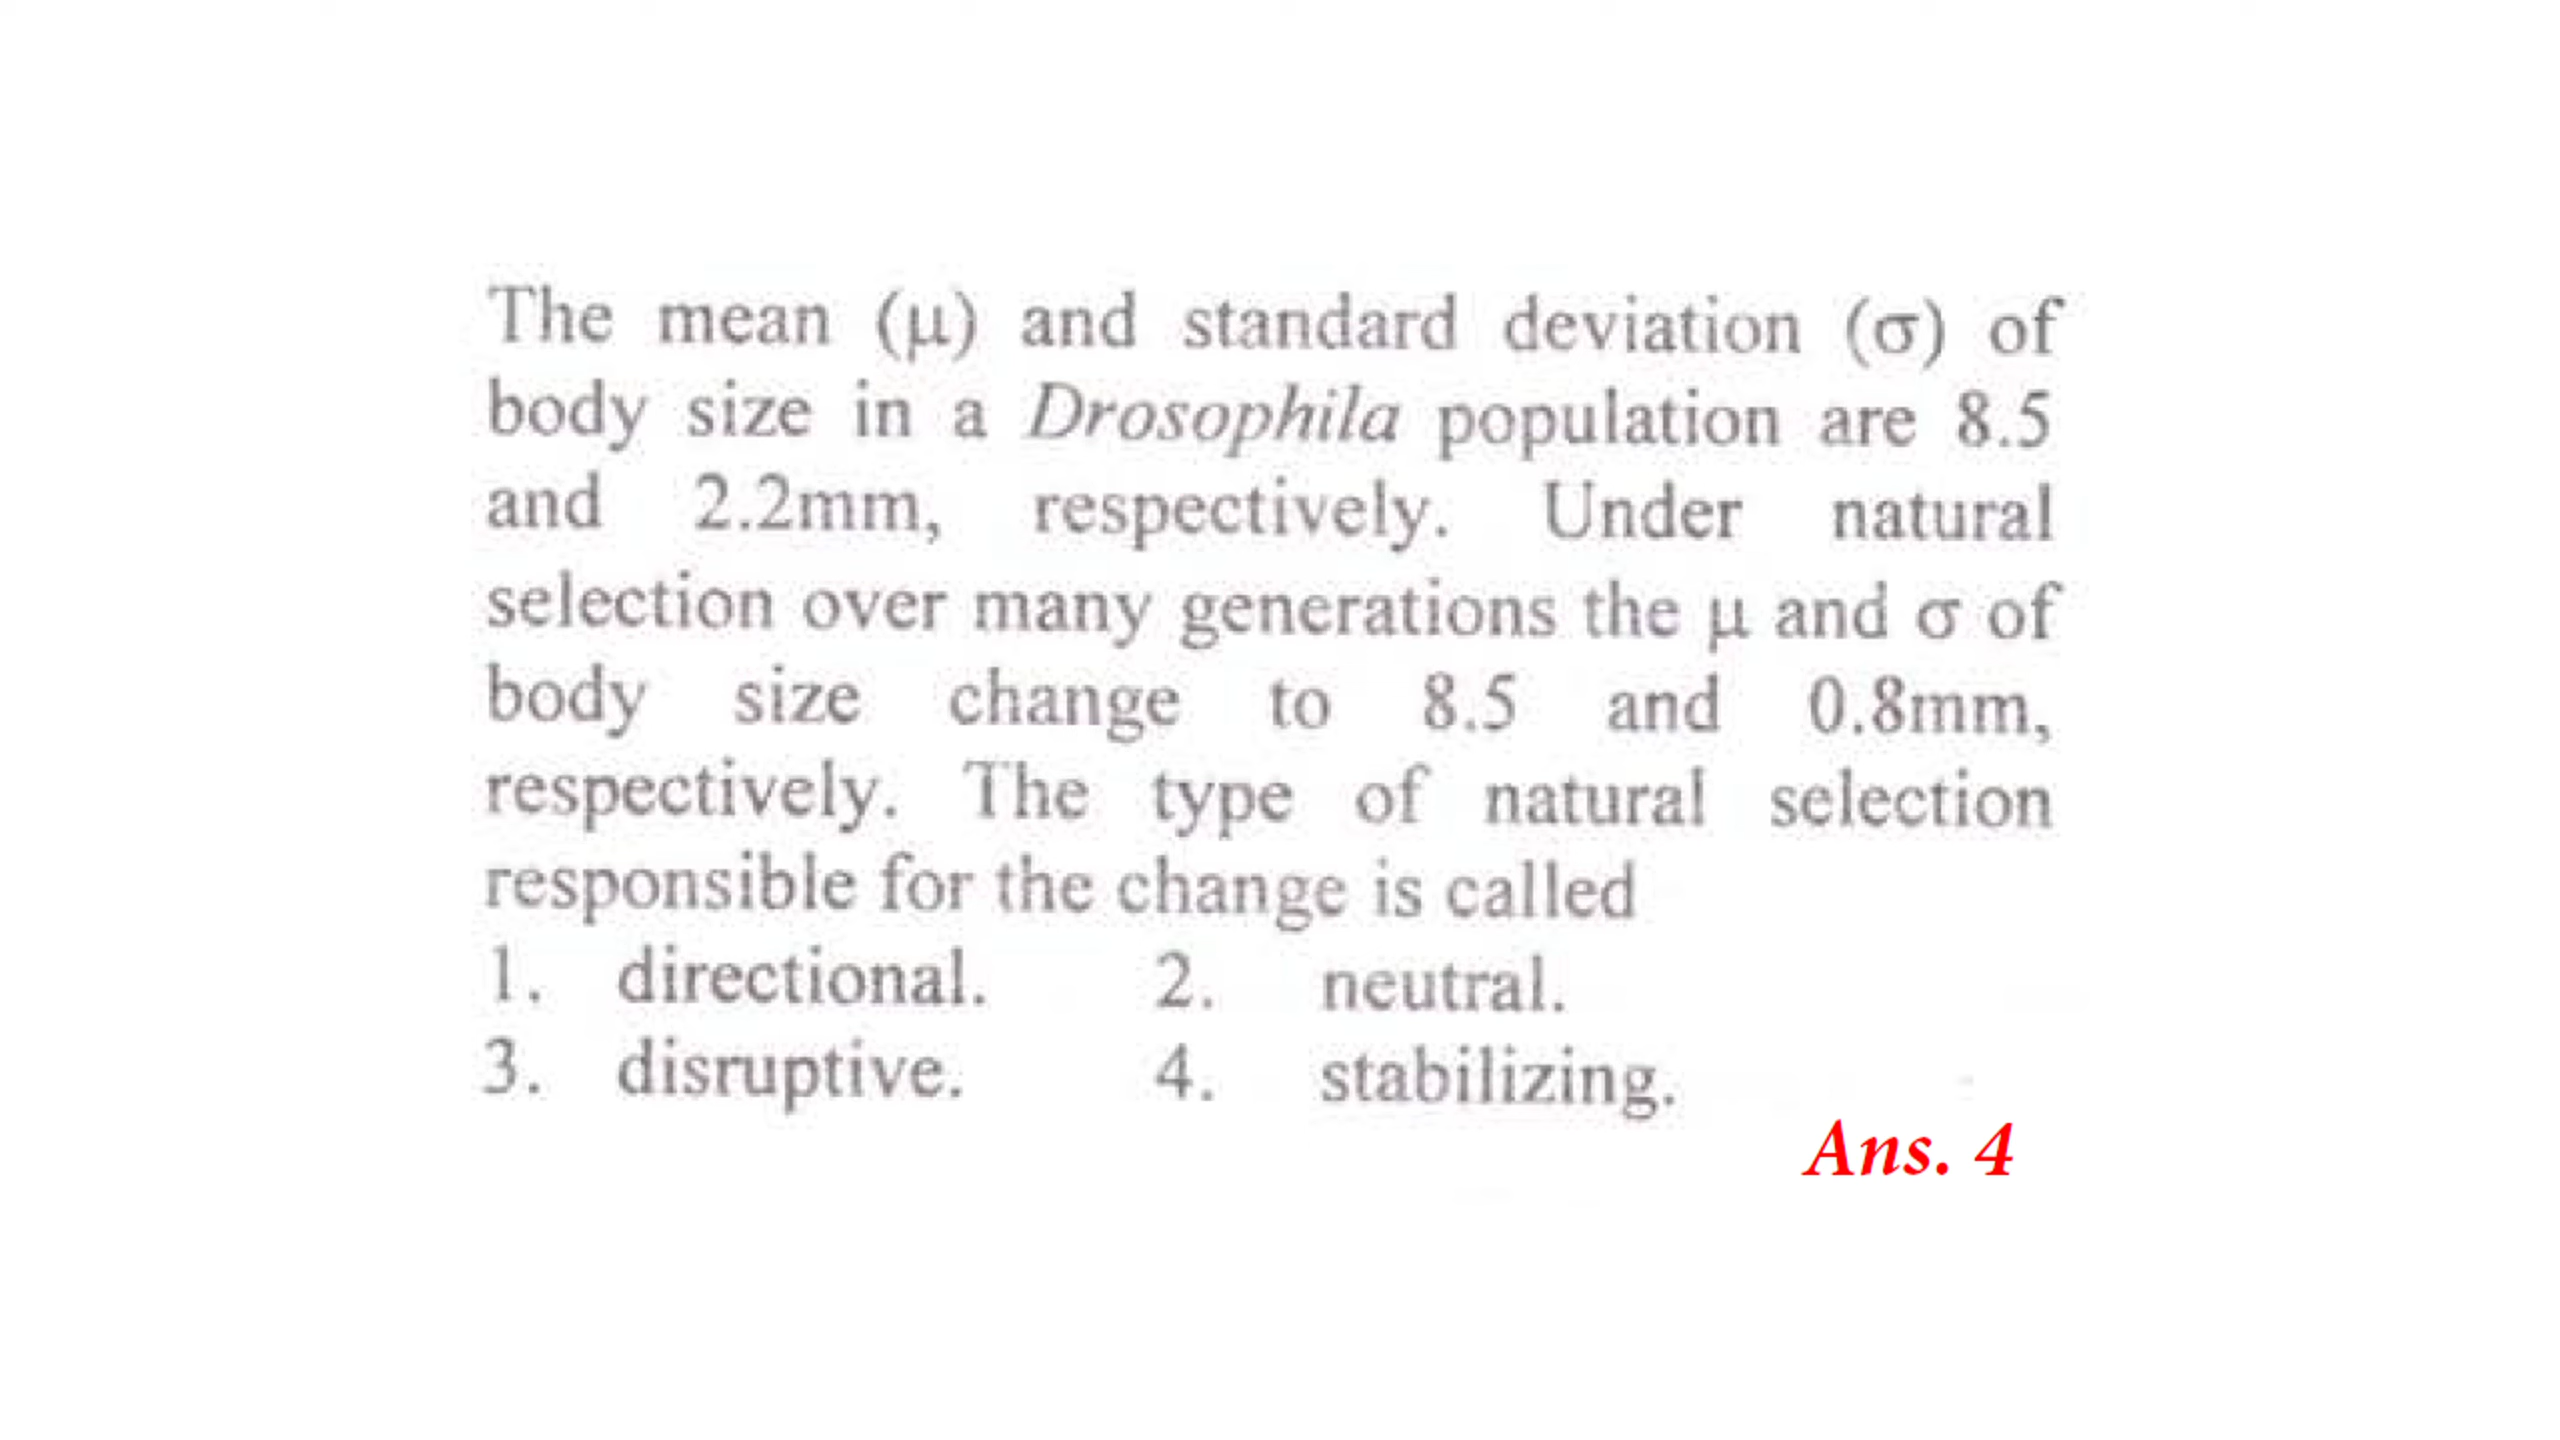 The mean (μ) and standard deviation (σ) of
body size in a Drosophila population are 8.5
and 2.2mm, respectively. Under natural
selection over many generations the μ and σ of
body size change to 8.5 and 0.8mm,
respectively. The type of natural selection
responsible for the change is called
1. directional. 2. neutral.
3. disruptive. 4. stabilizing.
Ans. 4